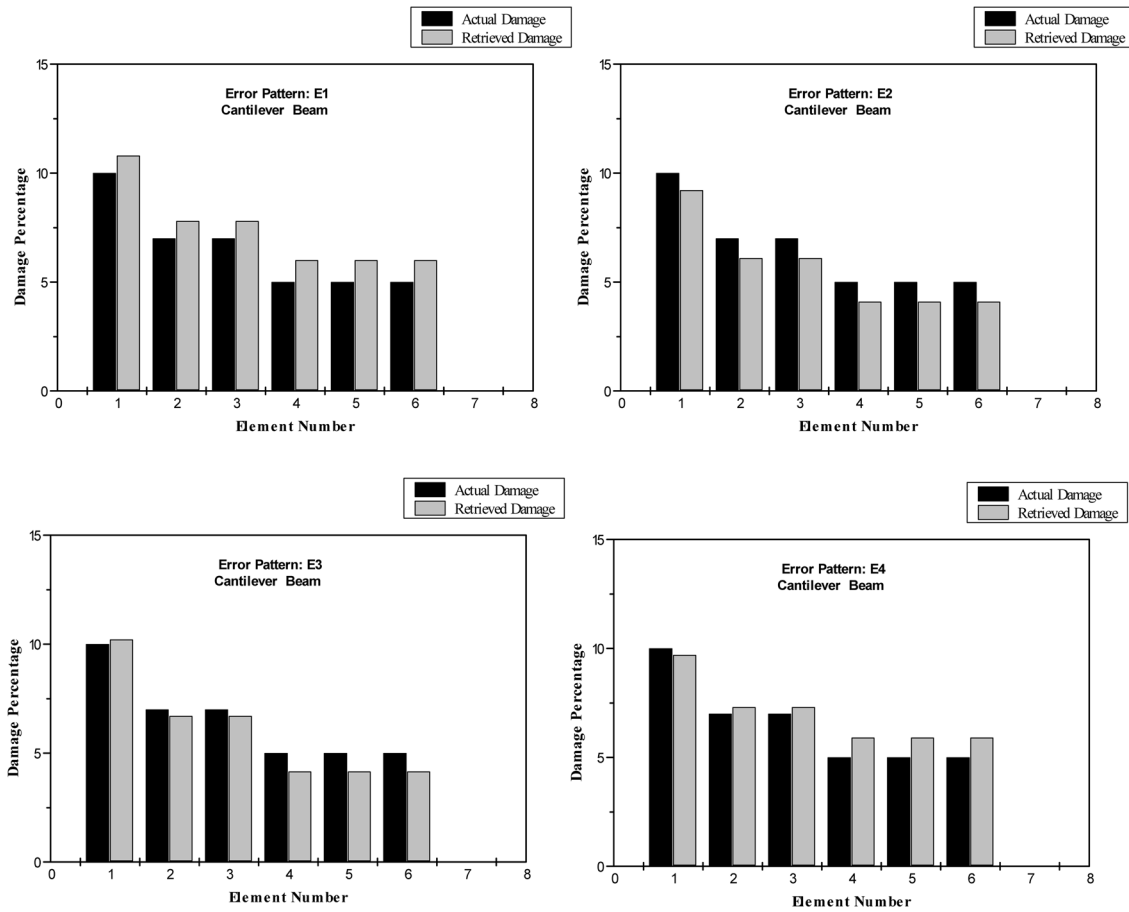 Actual Damage
Retrieved Damage
Error Pattern: E1
Cantilever Beam
15
10
5
0
Damage Percentage
0 1 2 3 4 5 6 7 8
Element Number
Actual Damage
Retrieved Damage
Error Pattern: E2
Cantilever Beam
15
10
5
0
Damage Percentage
0 1 2 3 4 5 6 7 8
Element Number
Actual Damage
Retrieved Damage
Error Pattern: E3
Cantilever Beam
15
10
5
0
Damage Percentage
0 1 2 3 4 5 6 7 8
Element Number
Actual Damage
Retrieved Damage
Error Pattern: E4
Cantilever Beam
15
10
5
0
Damage Percentage
0 1 2 3 4 5 6 7 8
Element Number